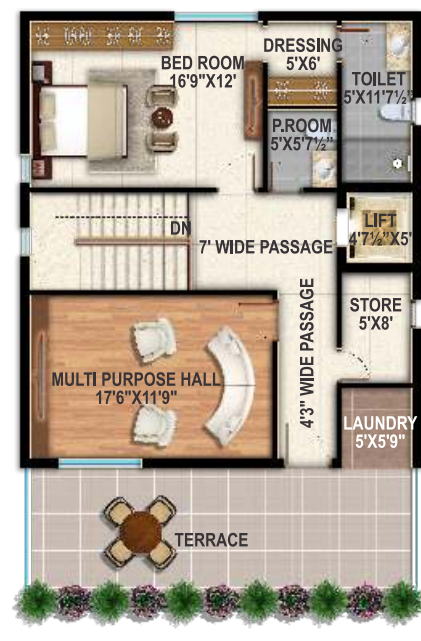 BED ROOM
16'9"X12'
DRESSING
5'X6'
TOILET
5'X11'7½"
P.ROOM
5'X5'7½"
DN
7' WIDE PASSAGE
LIFT
4'7½"X5'
4'3" WIDE PASSAGE
STORE
5'X8'
MULTI PURPOSE HALL
17'6"X11'9"
LAUNDRY
5'X5'9"
TERRACE